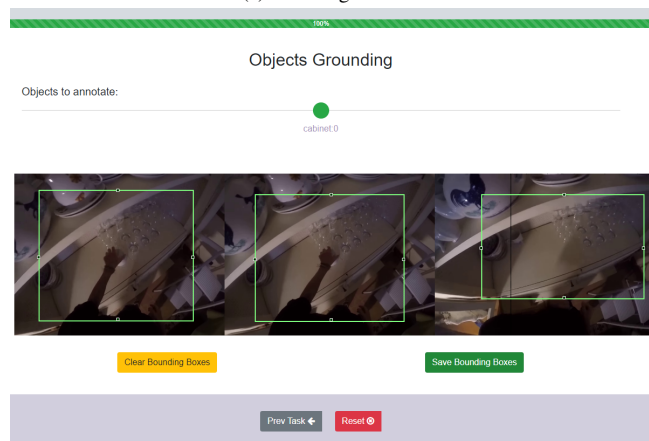 100%
Objects Grounding
Objects to annotate:
cabinet:0
Clear Bounding Boxes
Save Bounding Boxes
Prev Task
Reset